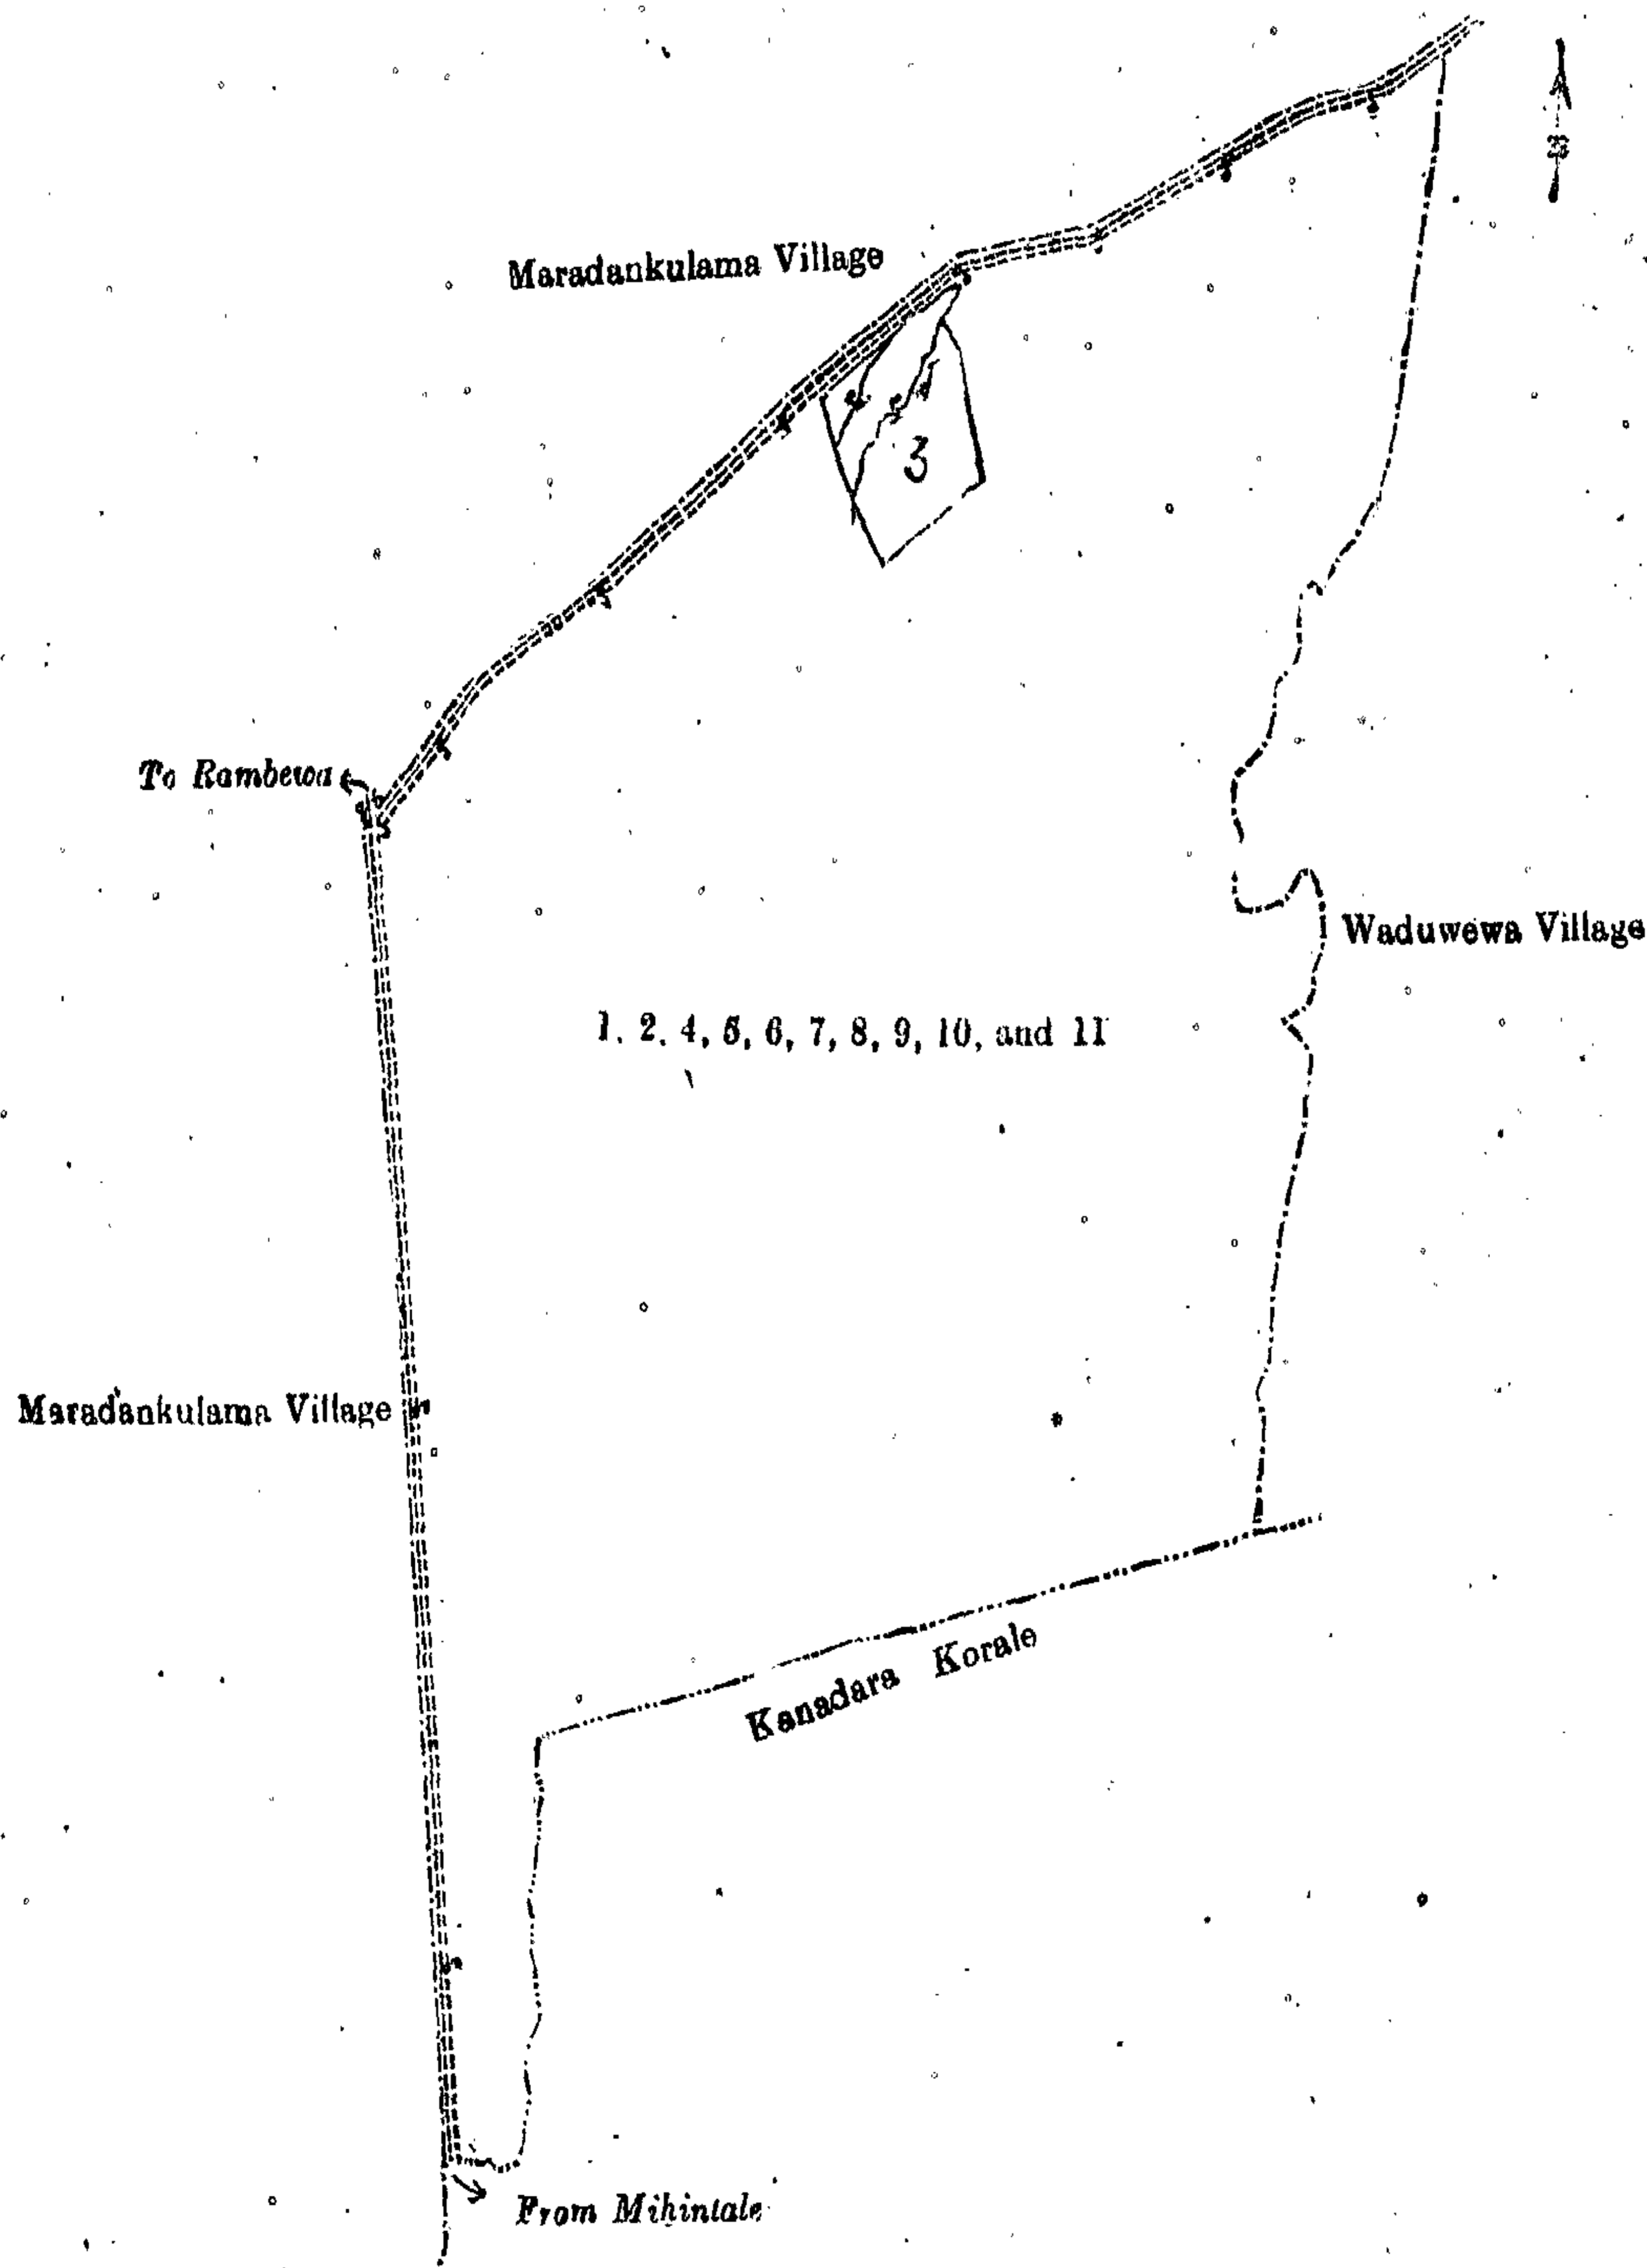 Maradankulama Village
3
To Rambewa
Waduwewa Village
1, 2, 4, 5, 6, 7, 8, 9, 10, and 11
Maradankulama Village
Kanadara Korale
From Mihintale